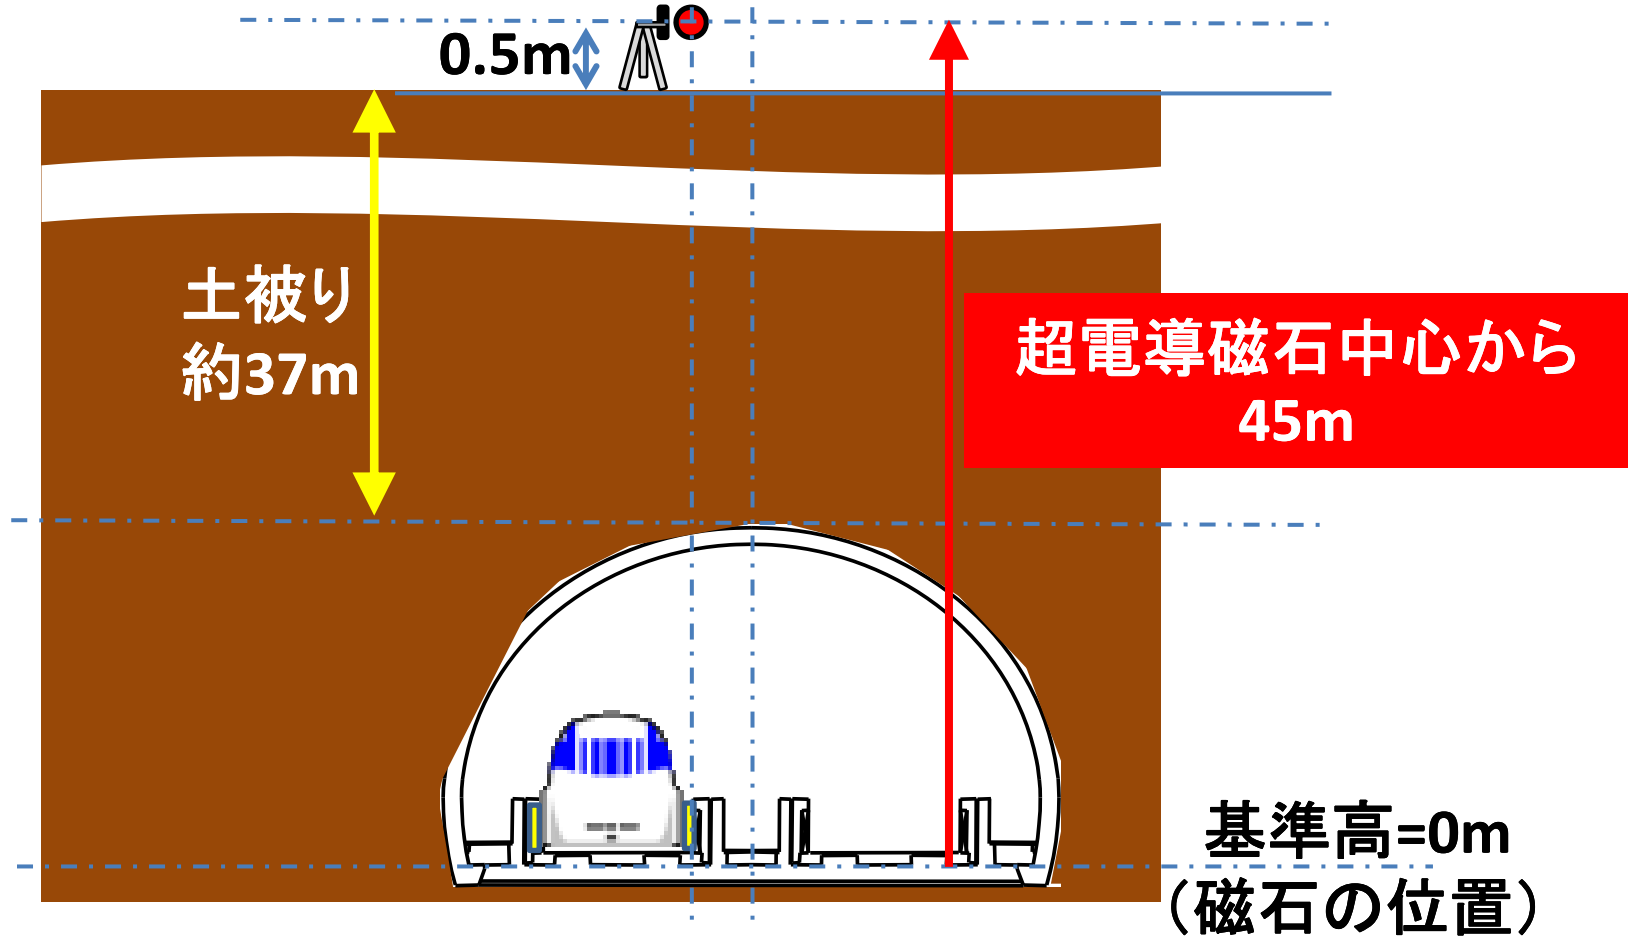 0.5m
土被り
約37m
超電導磁石中心から
45m
基準高=0m
（磁石の位置）